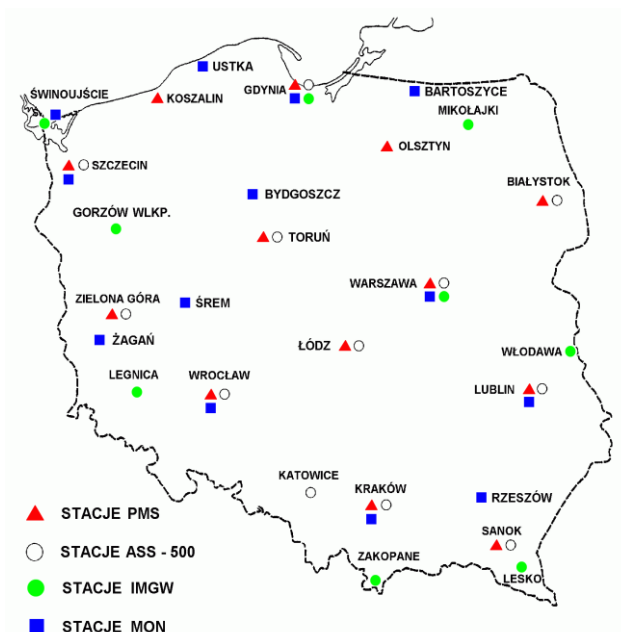 USTKA
ŚWINOUJŚCIE
KOSZALIN
GDYNIA
BARTOSZYCE
MIKOŁAJKI
OLSZTYN
SZCZECIN
BIAŁYSTOK
BYDGOSZCZ
GORZÓW WLKP.
TORUŃ
WARSZAWA
ZIELONA GÓRA
ŚREM
ŻAGAŃ
ŁÓDZ
WŁODAWA
LEGNICA
WROCŁAW
LUBLIN
KATOWICE
KRAKÓW
RZESZÓW
STACJE PMS
SANOK
STACJE ASS - 500
ZAKOPANE
LESKO
STACJE IMGW
STACJE MON